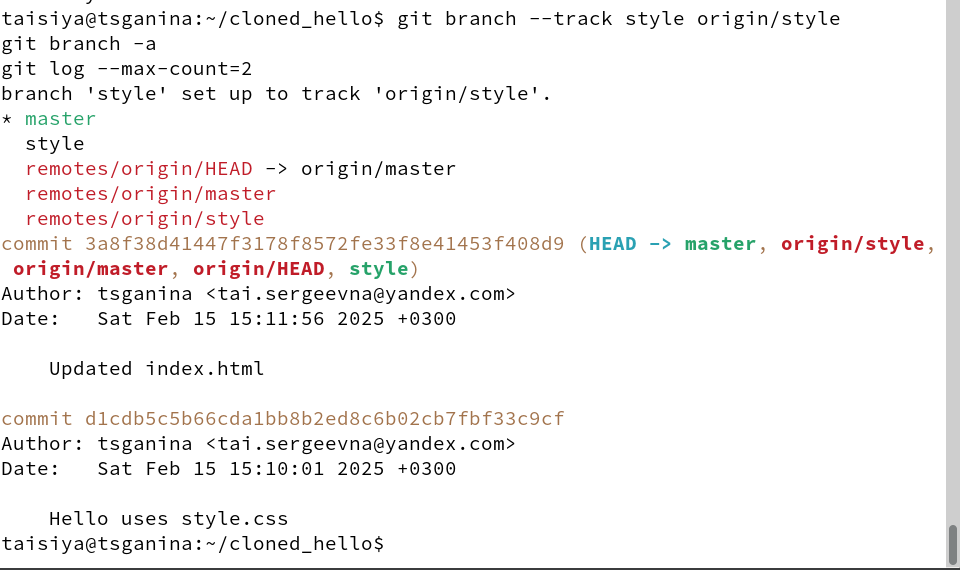 taisiya@tsganina:~/cloned_hello$ git branch --track style origin/style
git branch -a
git log --max-count=2
branch 'style' set up to track 'origin/style'.
* master
  style
  remotes/origin/HEAD -> origin/master
  remotes/origin/master
  remotes/origin/style
commit 3a8f38d41447f3178f8572fe33f8e41453f408d9 (HEAD -> master, origin/style,
 origin/master, origin/HEAD, style)
Author: tsganina <tai.sergeevna@yandex.com>
Date:   Sat Feb 15 15:11:56 2025 +0300

    Updated index.html

commit d1cdb5c5b66cda1bb8b2ed8c6b02cb7fbf33c9cf
Author: tsganina <tai.sergeevna@yandex.com>
Date:   Sat Feb 15 15:10:01 2025 +0300

    Hello uses style.css
taisiya@tsganina:~/cloned_hello$